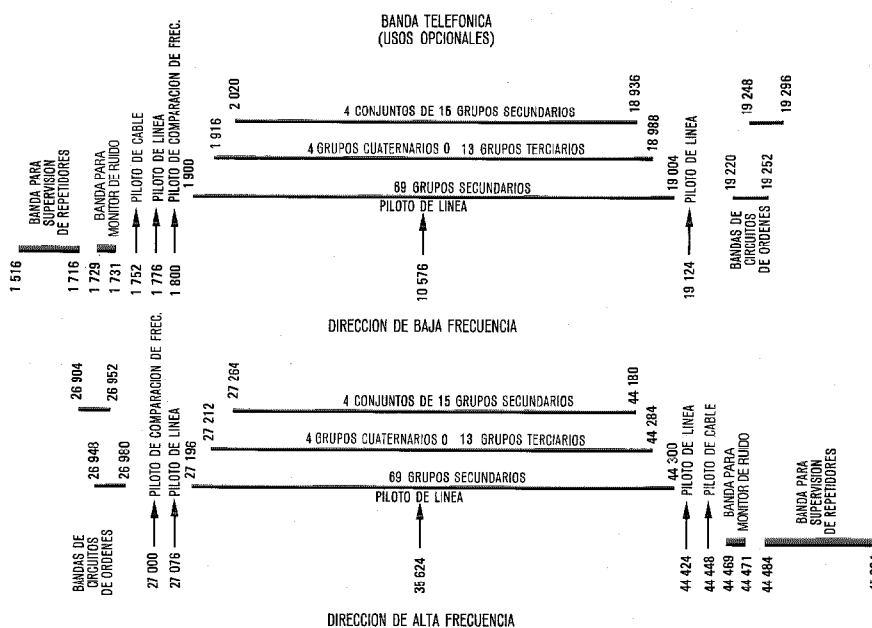 BANDA TELEFONICA
(USOS OPCIONALES)
BANDA PARA
SUPERVISION
DE REPETIDORES
BANDA PARA
MONITOR DE RUIDO
PILOTO DE CABLE
PILOTO DE LINEA
PILOTO DE COMPARACION DE FREC.
2 020
4 CONJUNTOS DE 15 GRUPOS SECUNDARIOS
18 936
1 916
4 GRUPOS CUATERNARIOS O 13 GRUPOS TERCIARIOS
18 988
1 900
69 GRUPOS SECUNDARIOS
19 004
PILOTO DE LINEA
PILOTO DE LINEA
19 248
19 296
19 220
19 252
BANDAS DE
CIRCUITOS
DE ORDENES
1 516
1 716
1 729
1 731
1 752
1 776
1 800
10 576
19 124
DIRECCION DE BAJA FRECUENCIA
26 904
26 952
26 948
26 980
BANDAS DE
CIRCUITOS
DE ORDENES
PILOTO DE COMPARACION DE FREC.
PILOTO DE LINEA
27 264
4 CONJUNTOS DE 15 GRUPOS SECUNDARIOS
44 180
27 212
4 GRUPOS CUATERNARIOS O 13 GRUPOS TERCIARIOS
44 284
27 196
69 GRUPOS SECUNDARIOS
44 300
PILOTO DE LINEA
PILOTO DE LINEA
PILOTO DE CABLE
BANDA PARA
MONITOR DE RUIDO
BANDA PARA
SUPERVISION
DE REPETIDORES
27 000
27 076
35 624
44 424
44 448
44 469
44 471
44 484
DIRECCION DE ALTA FRECUENCIA